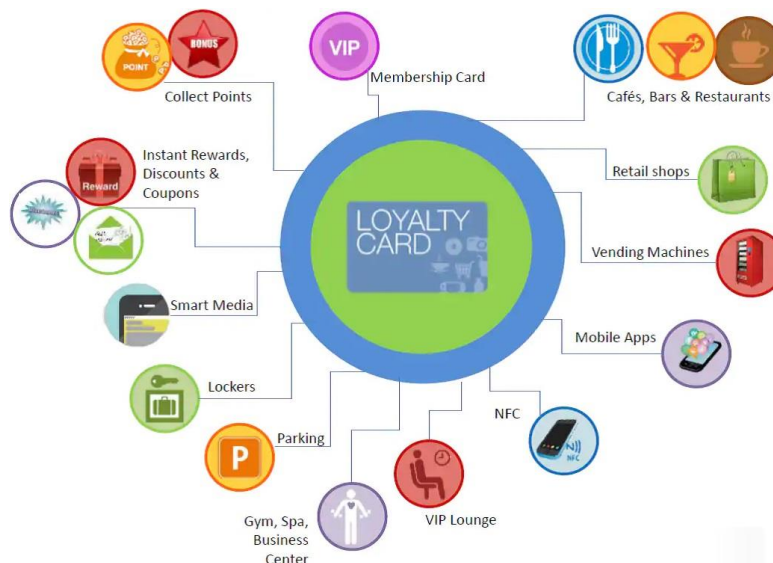 BONUS
POINT
Collect Points
VIP
Membership Card
Cafés, Bars & Restaurants
Instant Rewards,
Discounts &
Coupons
Reward
Retail shops
LOYALTY
CARD
Vending Machines
Smart Media
Mobile Apps
Lockers
NFC
N
NFC
Parking
P
VIP Lounge
Gym, Spa,
Business
Center